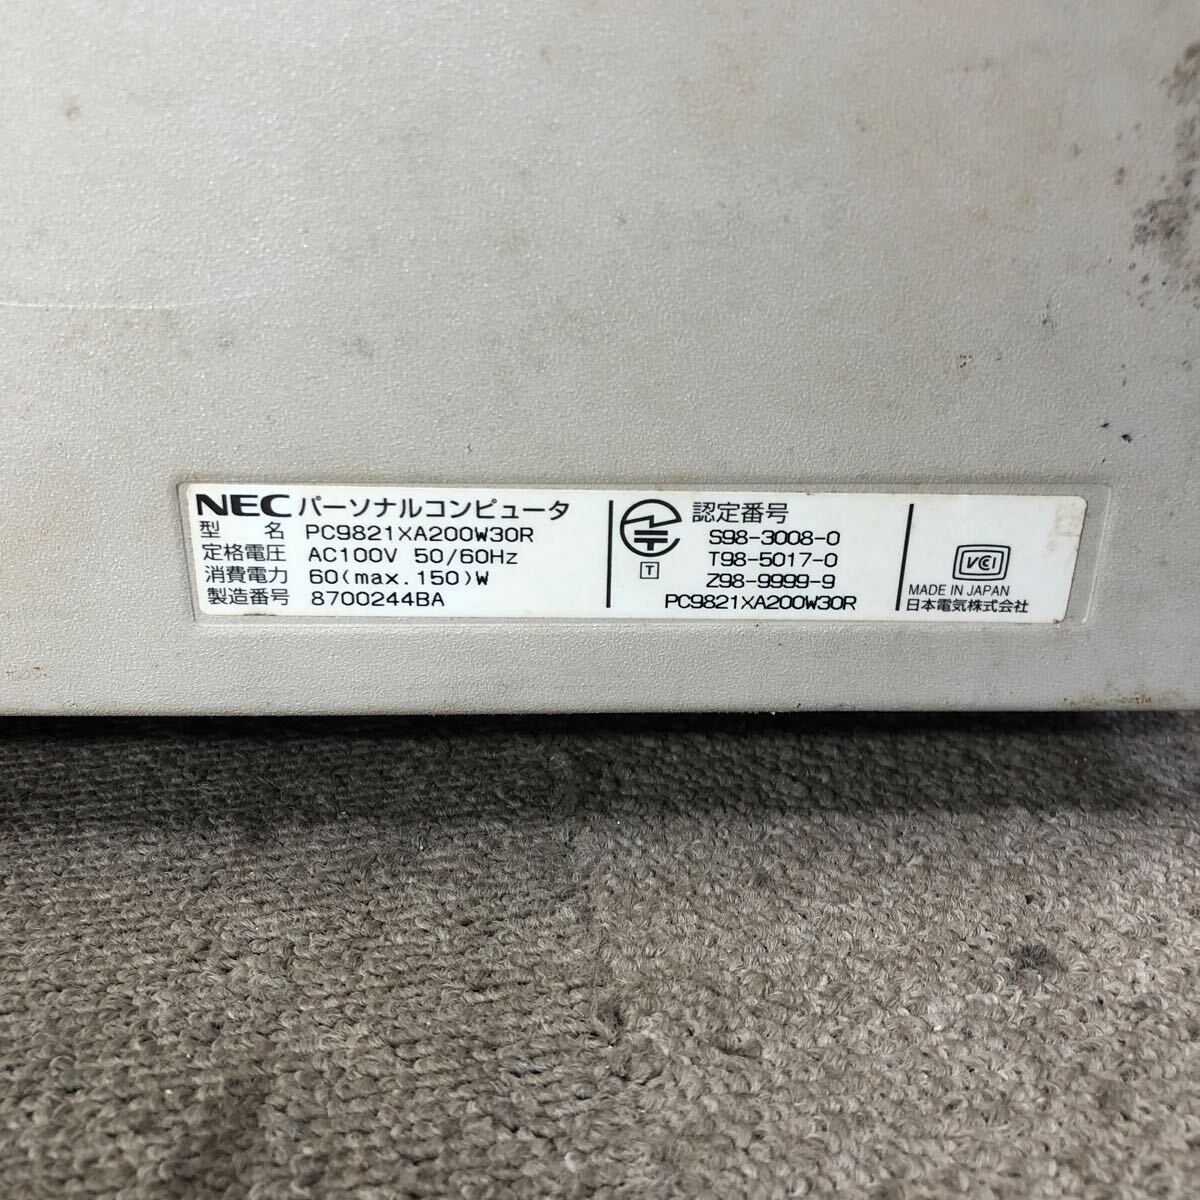 NEC パーソナルコンピュータ
型名 PC9821XA200W30R
定格電圧 AC100V 50/60Hz
消費電力 60(max.150)W
製造番号 8700244BA
T
認定番号
S98-3008-0
T98-5017-0
Z98-9999-9
PC9821XA200W30R
VCI
MADE IN JAPAN
日本電気株式会社